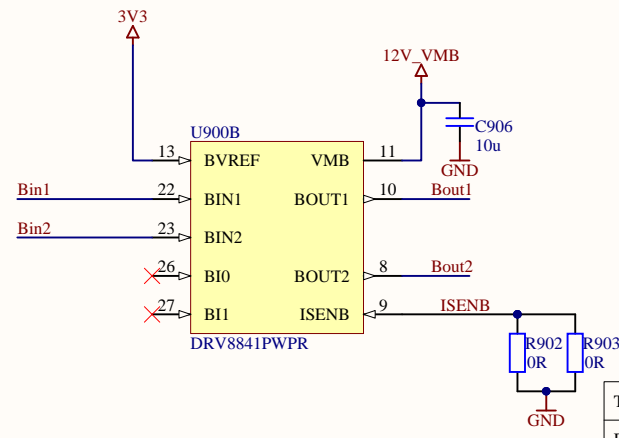 3V3
12V_VMB
U900B
C906
10u
GND
13 BVREF VMB 11
Bin1 22 BIN1 BOUT1 10 Bout1
Bin2 23 BIN2
26 BI0 BOUT2 8 Bout2
27 BI1 ISENB 9 ISENB
DRV8841PWPR
R902 R903
0R 0R
GND
T